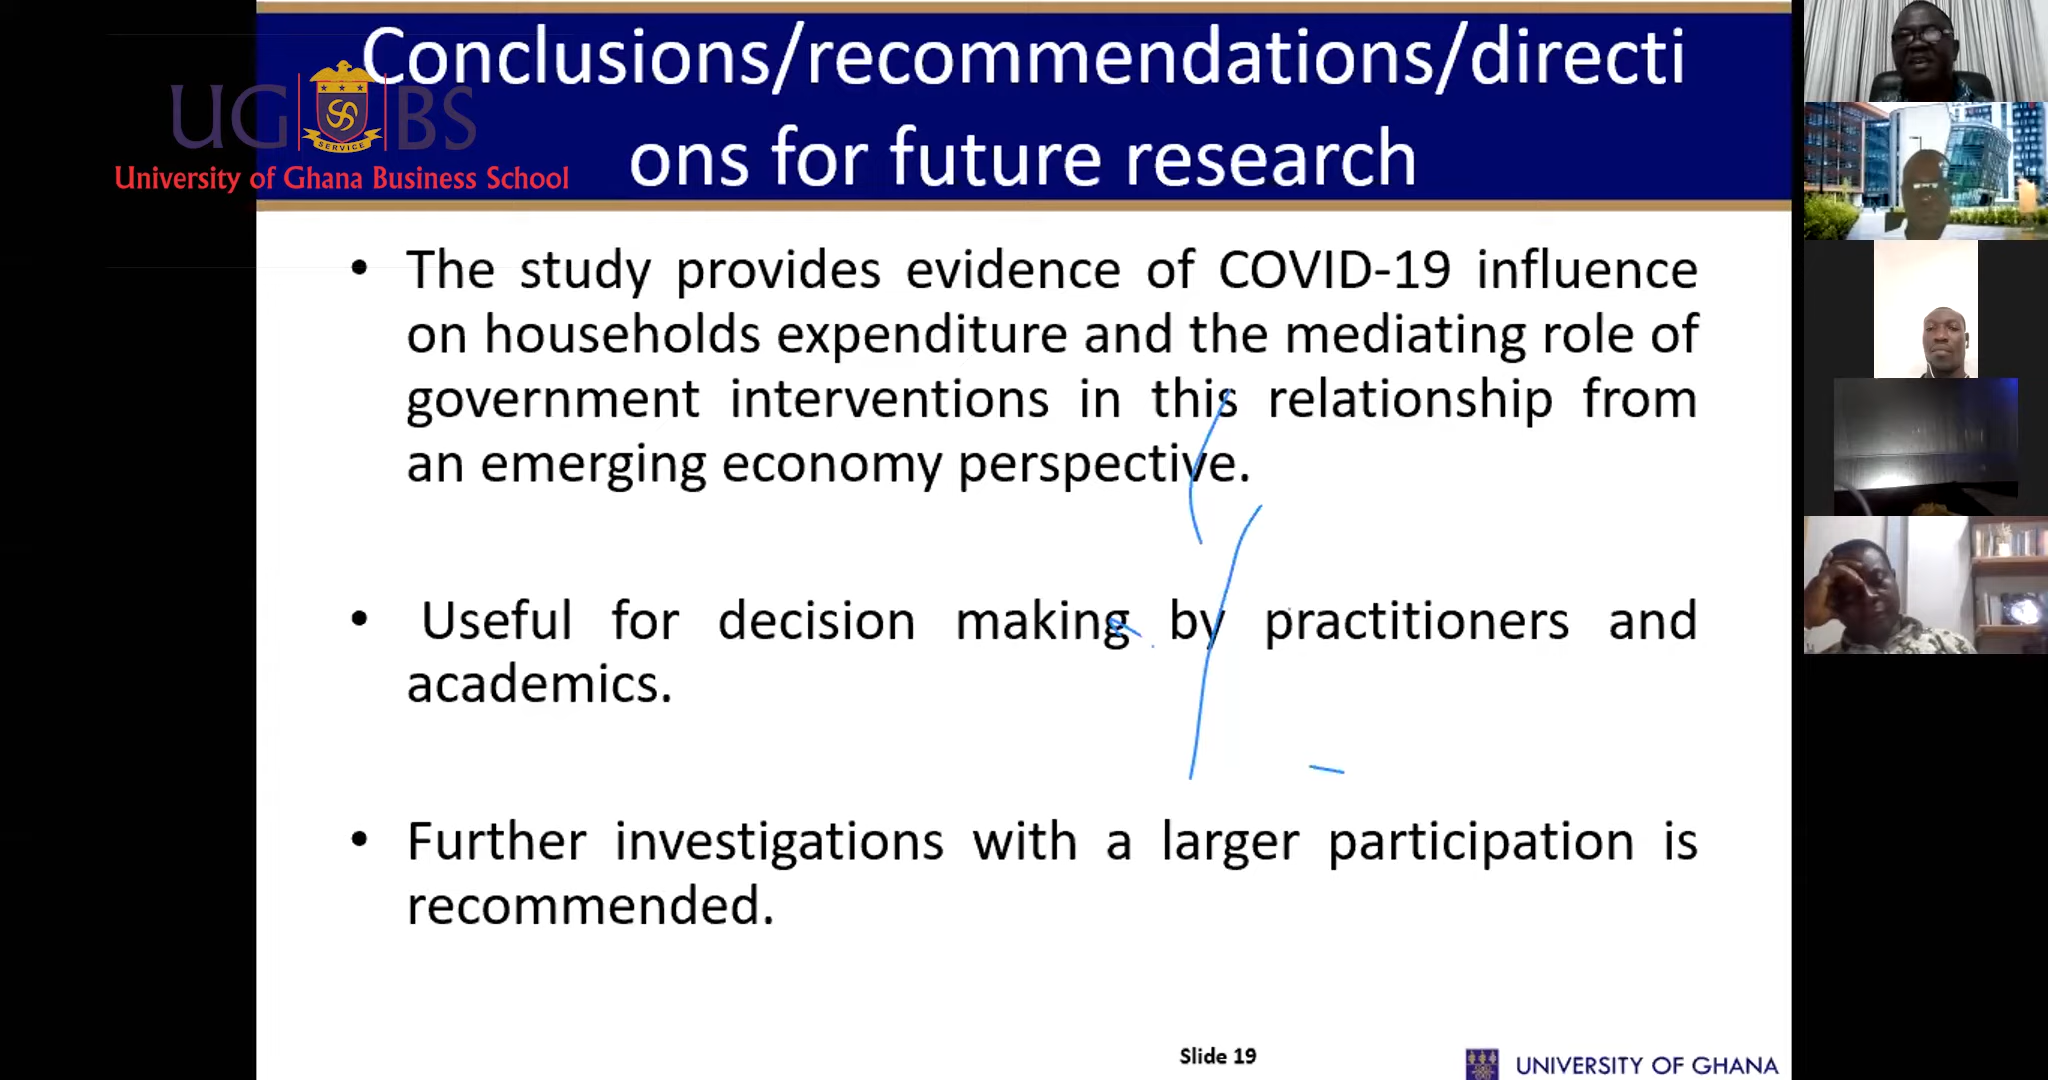 Conclusions/recommendations/directi
ons for future research
UG BS
SERVICE
University of Ghana Business School
• The study provides evidence of COVID-19 influence
on households expenditure and the mediating role of
government interventions in this relationship from
an emerging economy perspective.
• Useful for decision making by practitioners and
academics.
• Further investigations with a larger participation is
recommended.
Slide 19
UNIVERSITY OF GHANA